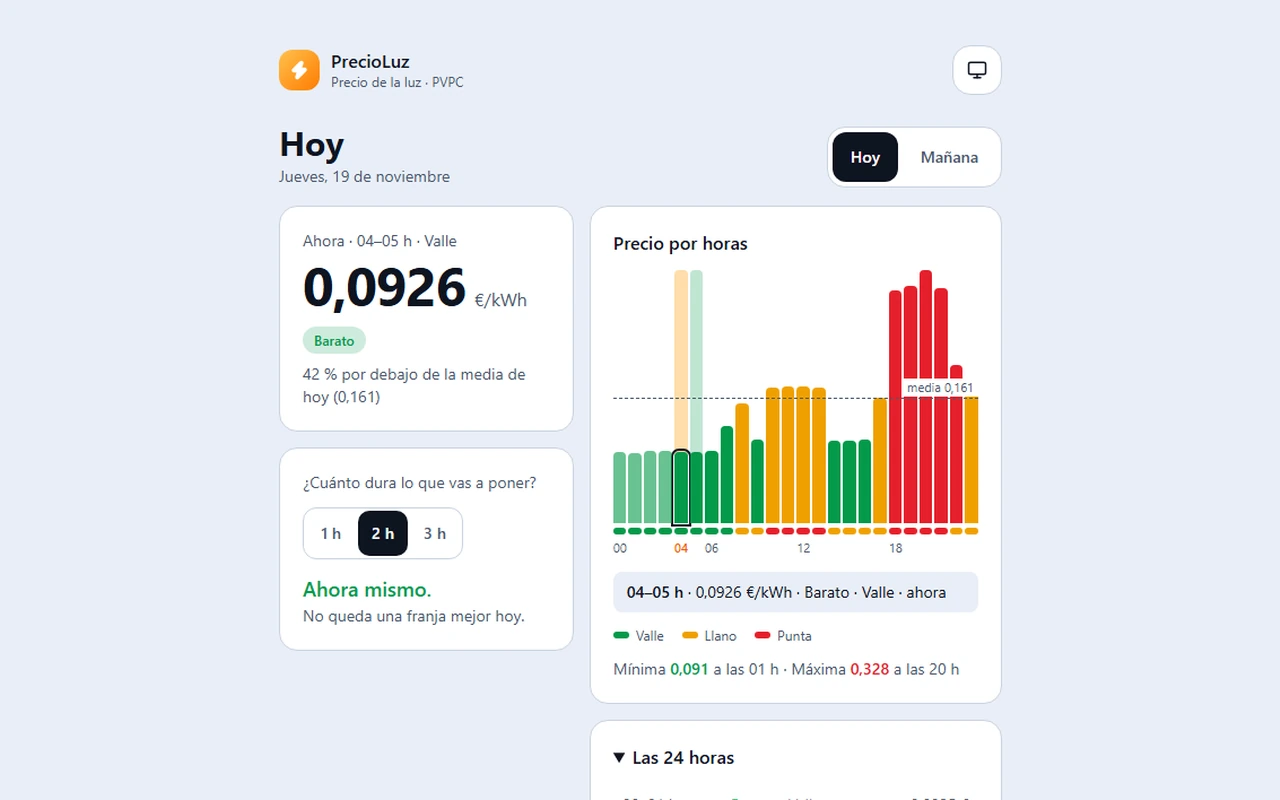 PrecioLuz
Precio de la luz · PVPC
Hoy
Jueves, 19 de noviembre
Hoy
Mañana
Ahora · 04–05 h · Valle
0,0926 €/kWh
Barato
42 % por debajo de la media de
hoy (0,161)
¿Cuánto dura lo que vas a poner?
1 h
2 h
3 h
Ahora mismo.
No queda una franja mejor hoy.
Precio por horas
media 0,161
00
04
06
12
18
04–05 h · 0,0926 €/kWh · Barato · Valle · ahora
Valle
Llano
Punta
Mínima 0,091 a las 01 h · Máxima 0,328 a las 20 h
Las 24 horas